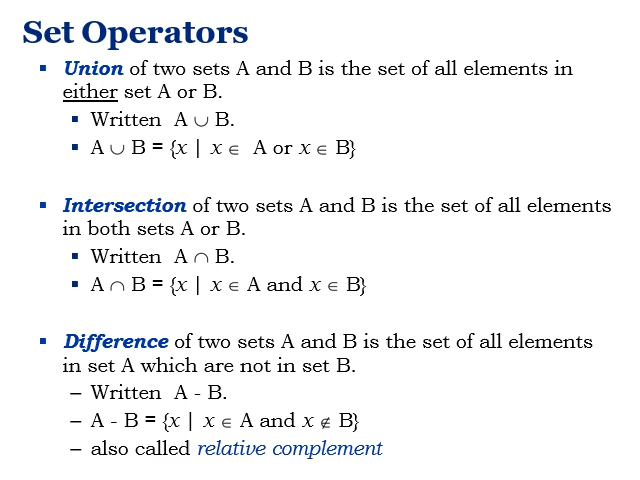 Set Operators
▪ Union of two sets A and B is the set of all elements in
either set A or B.
▪ Written A ∪ B.
▪ A ∪ B = {x | x ∈ A or x ∈ B}
▪ Intersection of two sets A and B is the set of all elements
in both sets A or B.
▪ Written A ∩ B.
▪ A ∩ B = {x | x ∈ A and x ∈ B}
▪ Difference of two sets A and B is the set of all elements
in set A which are not in set B.
– Written A - B.
– A - B = {x | x ∈ A and x ∉ B}
– also called relative complement